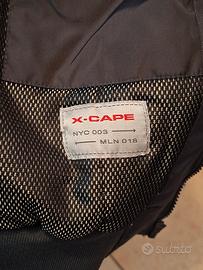 X-CAPE
NYC 003 ⟶
⟵ MLN 018
subito